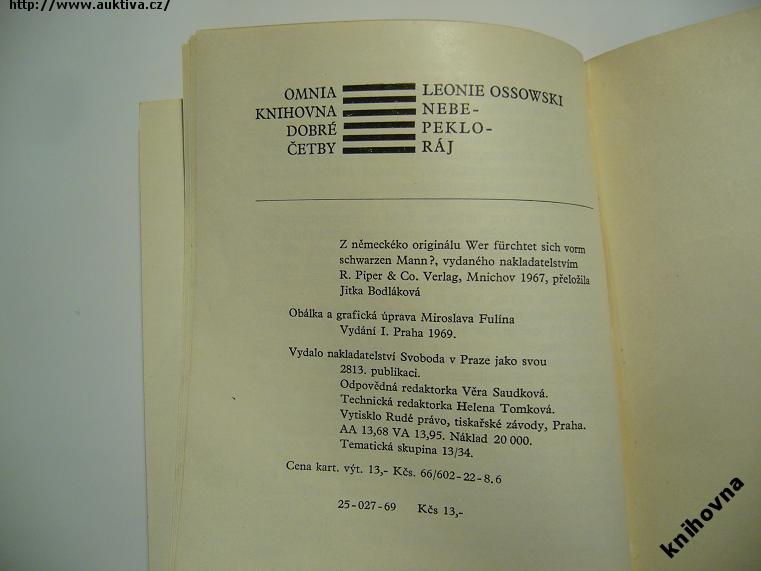 http://www.auktiva.cz/
OMNIA
KNIHOVNA
DOBRÉ
ČETBY
LEONIE OSSOWSKI
NEBE-
PEKLO-
RÁJ
Z německéko originálu Wer fürchtet sich vorm
schwarzen Mann?, vydaného nakladatelstvím
R. Piper & Co. Verlag, Mnichov 1967, přeložila
Jitka Bodláková
Obálka a grafická úprava Miroslava Fulína
Vydání I. Praha 1969.
Vydalo nakladatelství Svoboda v Praze jako svou
2813. publikaci.
Odpovědná redaktorka Věra Saudková.
Technická redaktorka Helena Tomková.
Vytisklo Rudé právo, tiskařské závody, Praha.
AA 13,68 VA 13,95. Náklad 20 000.
Tematická skupina 13/34.
Cena kart. výt. 13,- Kčs. 66/602-22-8.6
25-027-69 Kčs 13,-
knihovna